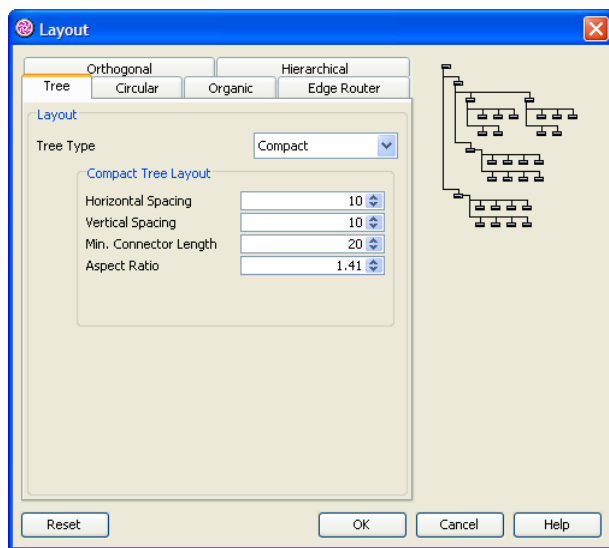 Layout
Orthogonal Hierarchical
Tree Circular Organic Edge Router
Layout
Tree Type Compact
Compact Tree Layout
Horizontal Spacing 10
Vertical Spacing 10
Min. Connector Length 20
Aspect Ratio 1.41
Reset OK Cancel Help